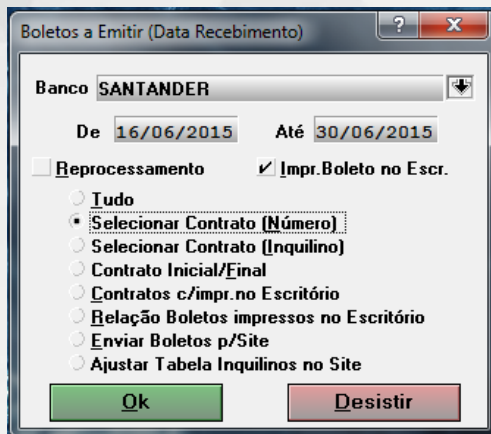 Boletos a Emitir (Data Recebimento)
Banco SANTANDER
De 16/06/2015 Até 30/06/2015
Reprocessamento Impr.Boleto no Escr.
Tudo
Selecionar Contrato (Número)
Selecionar Contrato (Inquilino)
Contrato Inicial/Final
Contratos c/impr.no Escritório
Relação Boletos impressos no Escritório
Enviar Boletos p/Site
Ajustar Tabela Inquilinos no Site
Ok Desistir